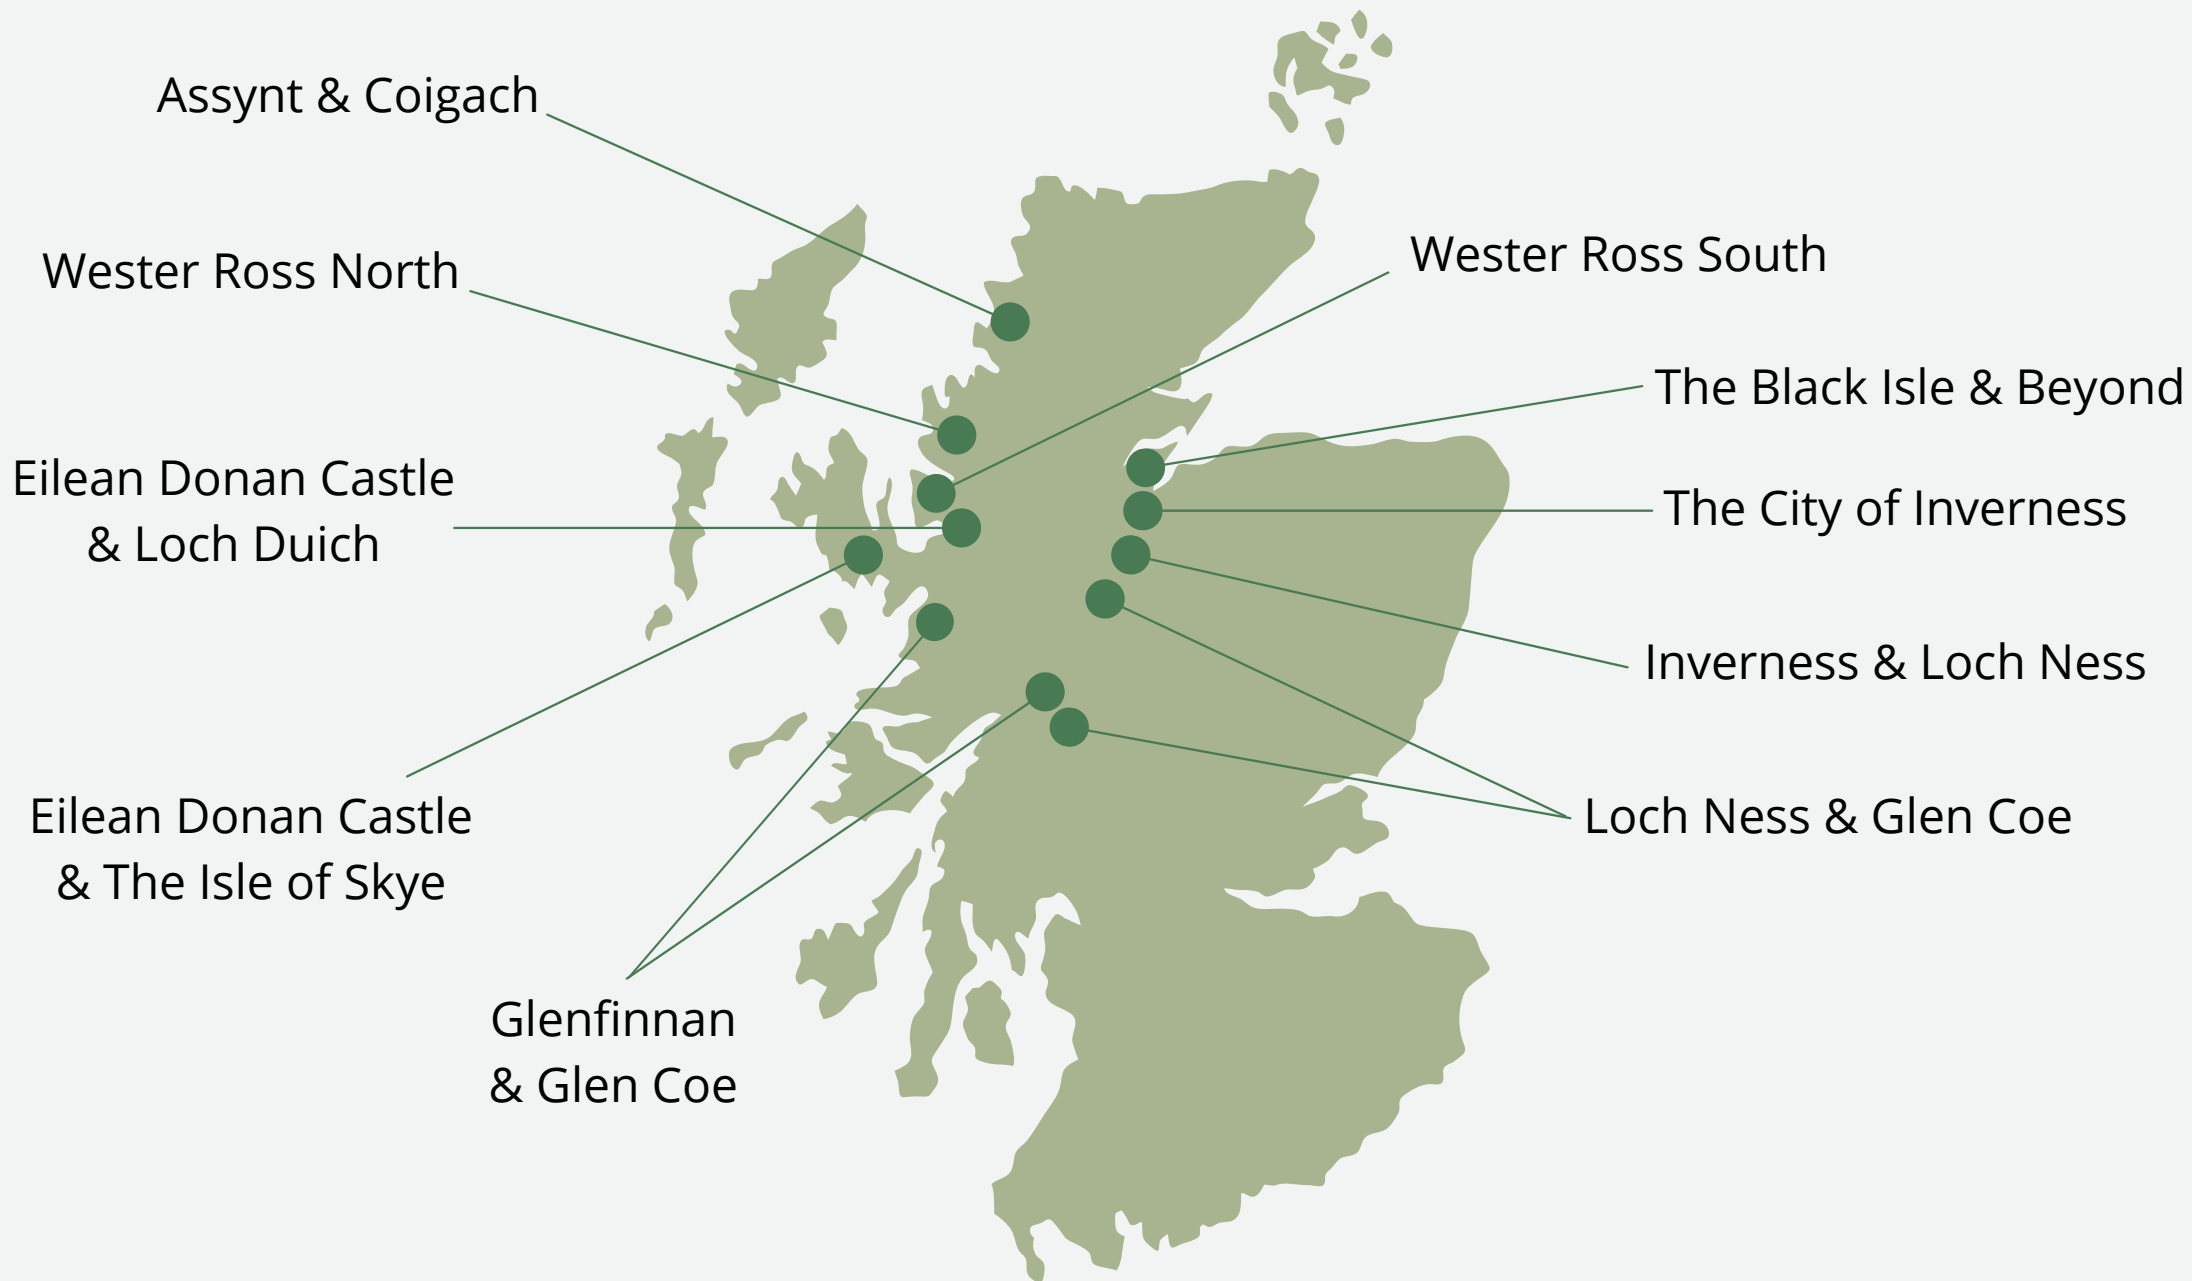 Assynt & Coigach
Wester Ross North
Wester Ross South
The Black Isle & Beyond
Eilean Donan Castle
& Loch Duich
The City of Inverness
Inverness & Loch Ness
Eilean Donan Castle
& The Isle of Skye
Loch Ness & Glen Coe
Glenfinnan
& Glen Coe